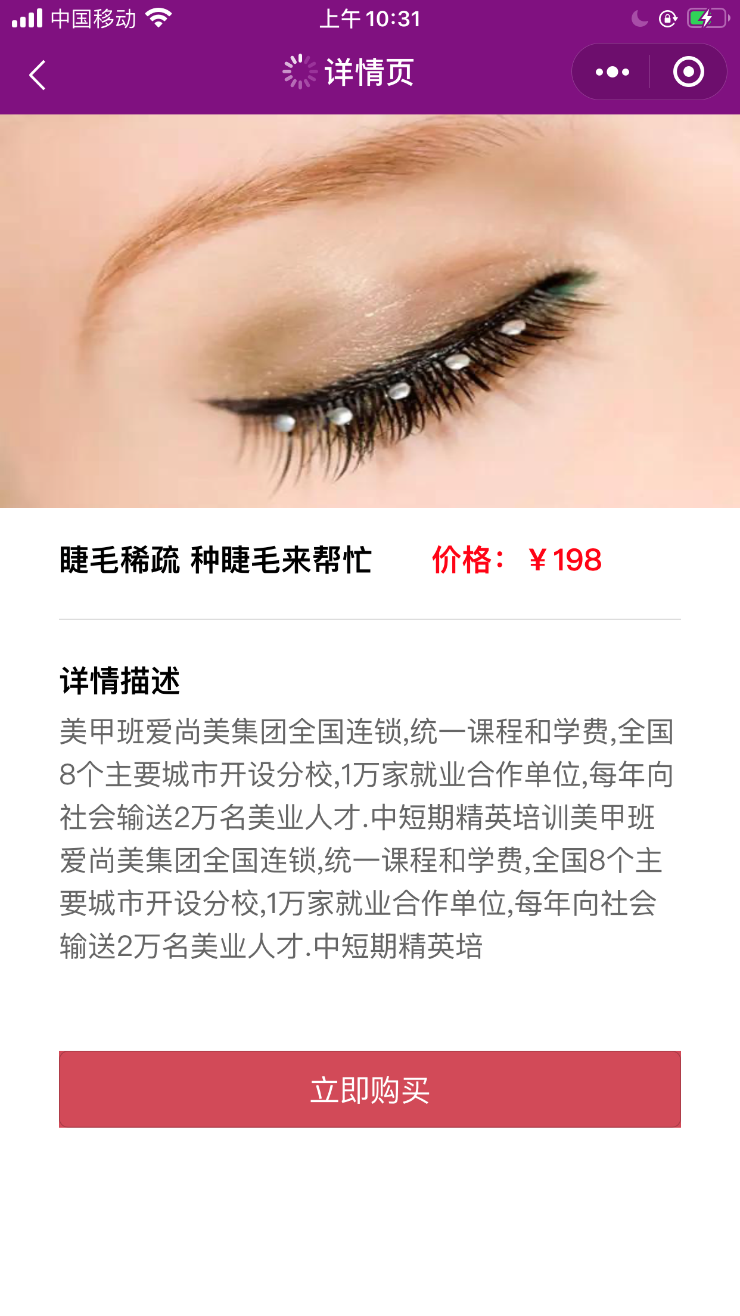 中国移动 上午10:31
详情页
睫毛稀疏 种睫毛来帮忙 价格：￥198
详情描述
美甲班爱尚美集团全国连锁,统一课程和学费,全国
8个主要城市开设分校,1万家就业合作单位,每年向
社会输送2万名美业人才.中短期精英培训美甲班
爱尚美集团全国连锁,统一课程和学费,全国8个主
要城市开设分校,1万家就业合作单位,每年向社会
输送2万名美业人才.中短期精英培
立即购买